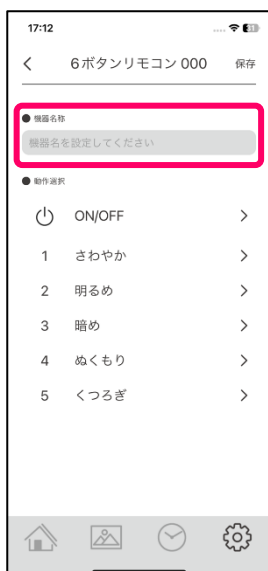 17:12
31
6ボタンリモコン 000
保存
● 機器名称
機器名を設定してください
● 動作選択
ON/OFF
1 さわやか
2 明るめ
3 暗め
4 ぬくもり
5 くつろぎ